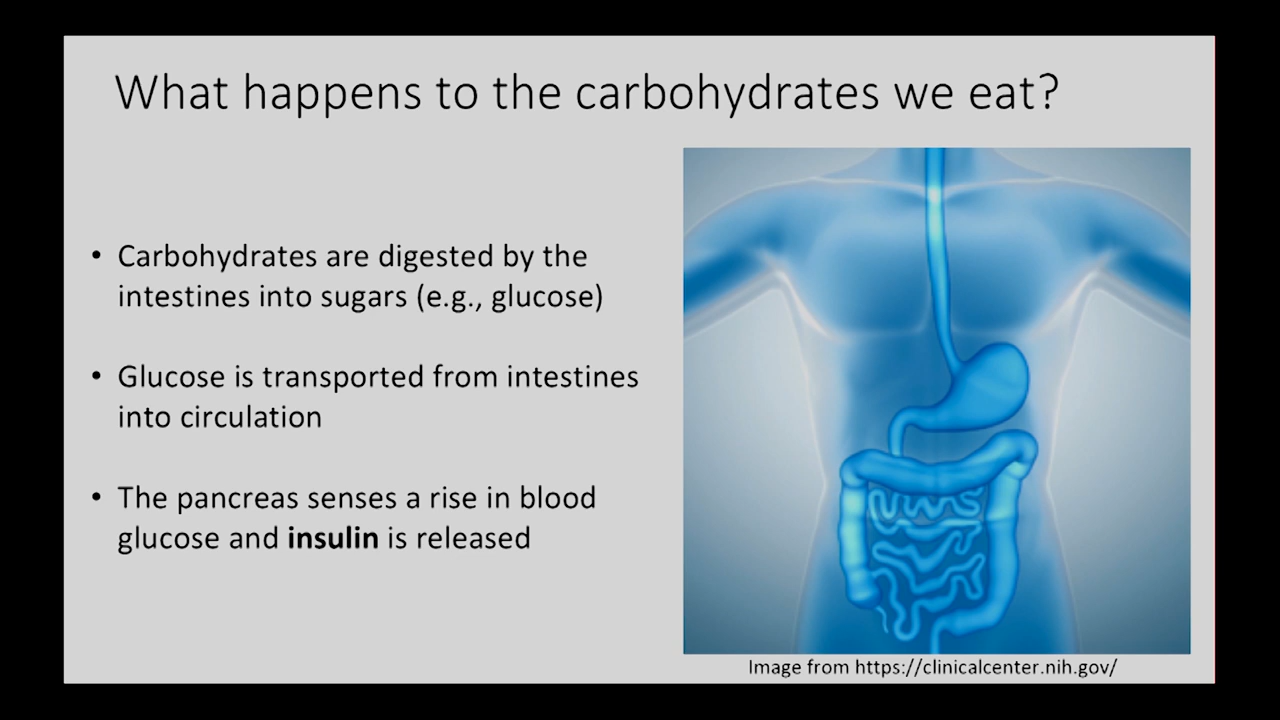 What happens to the carbohydrates we eat?
• Carbohydrates are digested by the
intestines into sugars (e.g., glucose)
• Glucose is transported from intestines
into circulation
• The pancreas senses a rise in blood
glucose and insulin is released
Image from https://clinicalcenter.nih.gov/